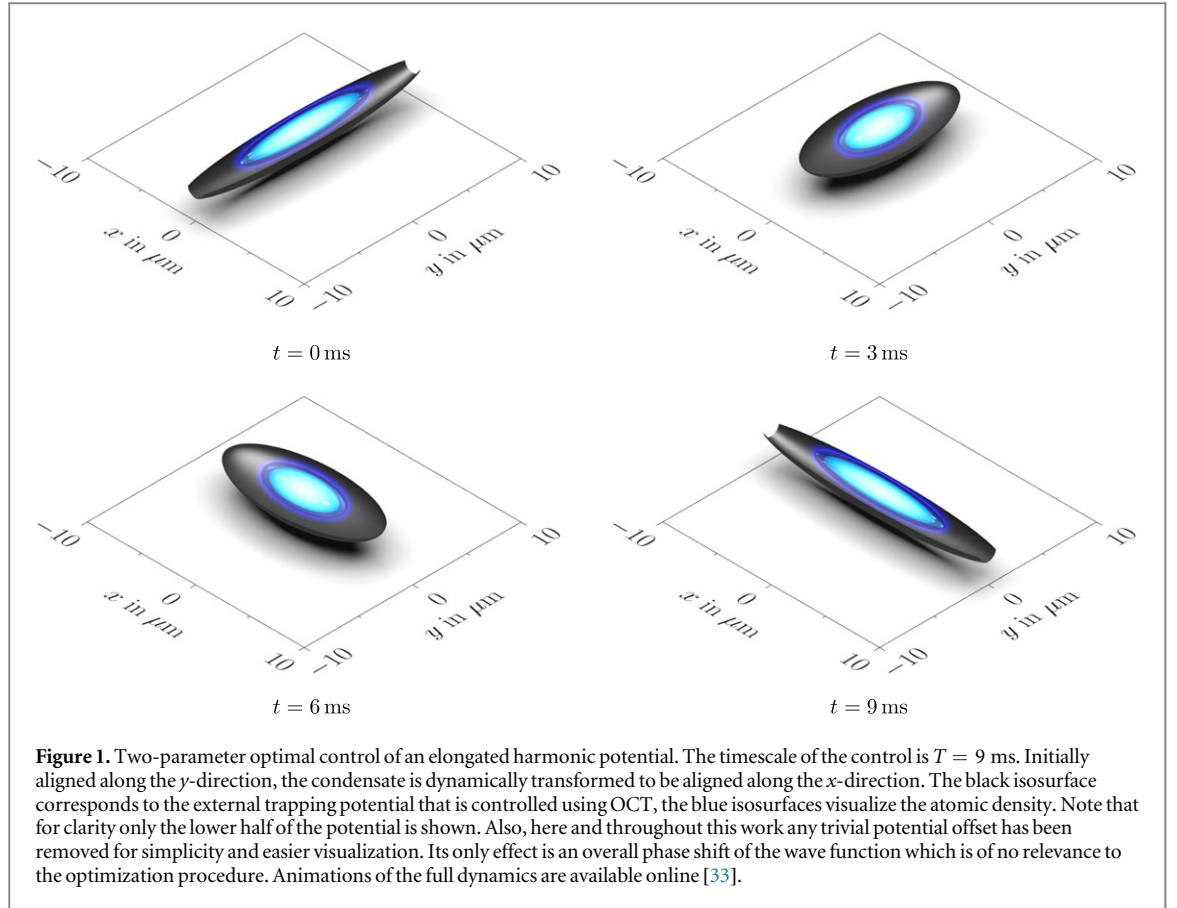 −10
0
10
x in μm
−10
0
10
y in μm
t = 0 ms
−10
0
10
x in μm
−10
0
10
y in μm
t = 3 ms
−10
0
10
x in μm
−10
0
10
y in μm
t = 6 ms
−10
0
10
x in μm
−10
0
10
y in μm
t = 9 ms
Figure 1. Two-parameter optimal control of an elongated harmonic potential. The timescale of the control is T = 9 ms. Initially
aligned along the y-direction, the condensate is dynamically transformed to be aligned along the x-direction. The black isosurface
corresponds to the external trapping potential that is controlled using OCT, the blue isosurfaces visualize the atomic density. Note that
for clarity only the lower half of the potential is shown. Also, here and throughout this work any trivial potential offset has been
removed for simplicity and easier visualization. Its only effect is an overall phase shift of the wave function which is of no relevance to
the optimization procedure. Animations of the full dynamics are available online [33].